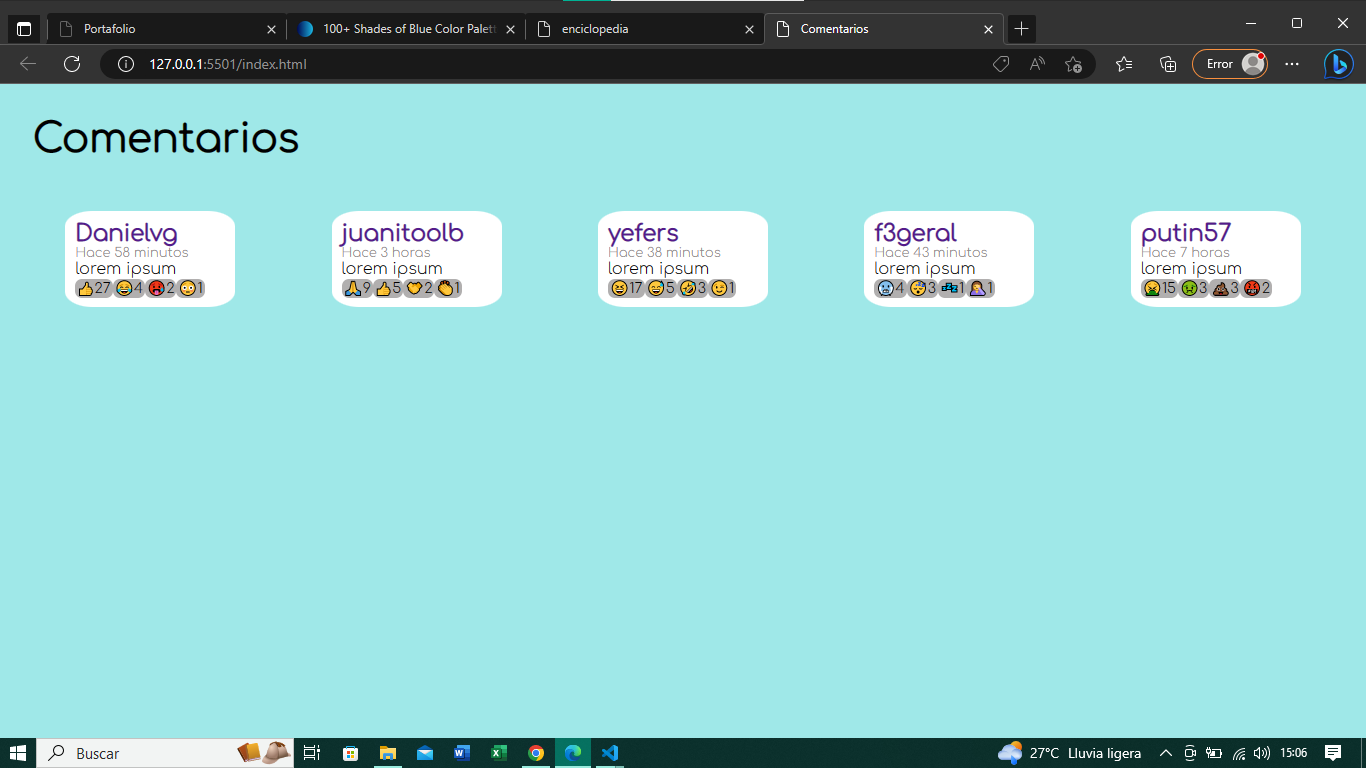 Portafolio
100+ Shades of Blue Color Palett
enciclopedia
Comentarios
127.0.0.1:5501/index.html
Error
Comentarios
Danielvg
Hace 58 minutos
lorem ipsum
👍27 😂4 🥵2 😳1
juanitoolb
Hace 3 horas
lorem ipsum
🙏9 👍5 2 👏1
yefers
Hace 38 minutos
lorem ipsum
😆17 😅5 🤣3 😉1
f3geral
Hace 43 minutos
lorem ipsum
4 😴3 💤1 1
putin57
Hace 7 horas
lorem ipsum
🤮15 🤢3 💩3 🤬2
Buscar
27°C Lluvia ligera
15:06